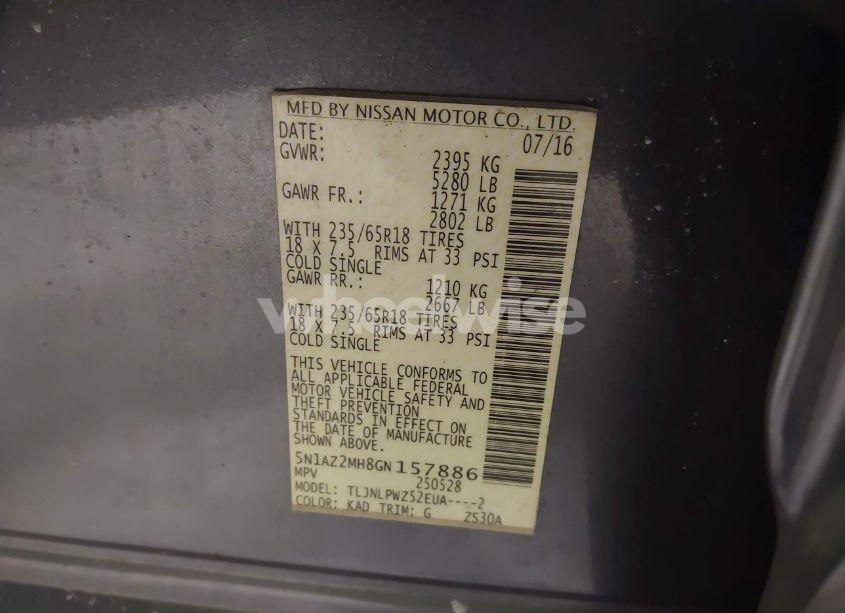 MFD BY NISSAN MOTOR CO., LTD.
DATE: 07/16
GVWR: 2395 KG
5280 LB
GAWR FR.: 1271 KG
2802 LB
WITH 235/65R18 TIRES
18 X 7.5 RIMS AT 33 PSI
COLD SINGLE
GAWR RR.: 1210 KG
2667 LB
WITH 235/65R18 TIRES
18 X 7.5 RIMS AT 33 PSI
COLD SINGLE
wheelwise
THIS VEHICLE CONFORMS TO
ALL APPLICABLE FEDERAL
MOTOR VEHICLE SAFETY AND
THEFT PREVENTION
STANDARDS IN EFFECT ON
THE DATE OF MANUFACTURE
SHOWN ABOVE.
5N1AZ2MH8GN157886
MPV 250528
MODEL: TLJNLPWZ52EUA----2
COLOR: KAD TRIM: G ZS30A